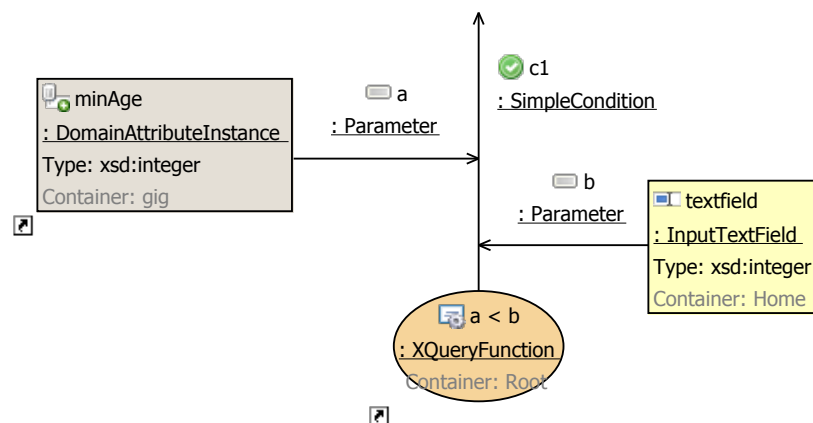 minAge
: DomainAttributeInstance
Type: xsd:integer
Container: gig
a
: Parameter
c1
: SimpleCondition
b
: Parameter
textfield
: InputTextField
Type: xsd:integer
Container: Home
a < b
: XQueryFunction
Container: Root